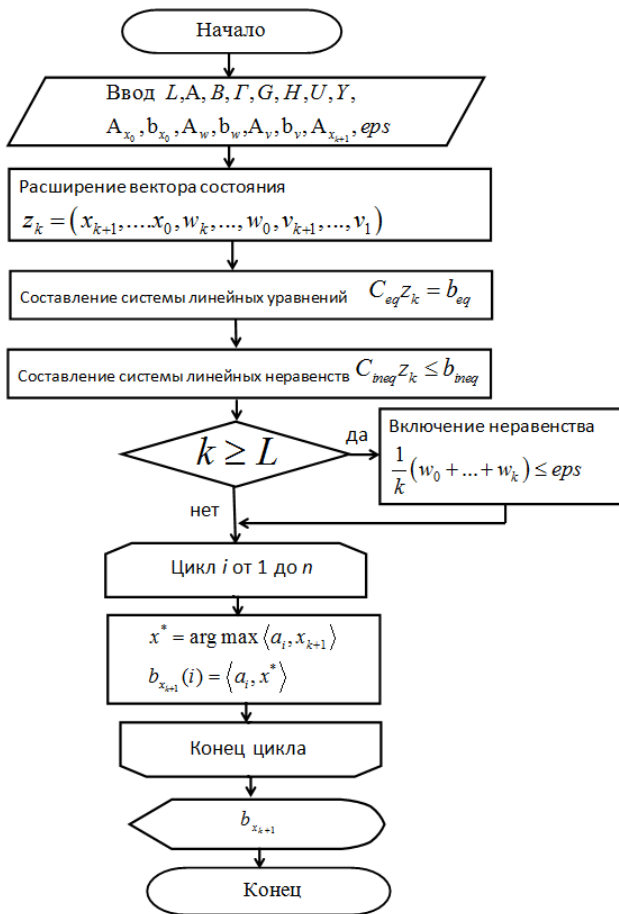 Начало
Ввод L,A,B,Г,G,H,U,Y,
A_{x_0},b_{x_0},A_w,b_w,A_v,b_v,A_{x_{k+1}},eps
Расширение вектора состояния
z_k=(x_{k+1},....x_0,w_k,...,w_0,v_{k+1},...,v_1)
Составление системы линейных уравнений C_{eq}z_k=b_{eq}
Составление системы линейных неравенств C_{ineq}z_k≤b_{ineq}
k≥L
да
Включение неравенства
\frac{1}{k}(w_0+...+w_k)≤eps
нет
Цикл i от 1 до n
x^*=arg max⟨a_i,x_{k+1}⟩
b_{x_{k+1}}(i)=⟨a_i,x^*⟩
Конец цикла
b_{x_{k+1}}
Конец